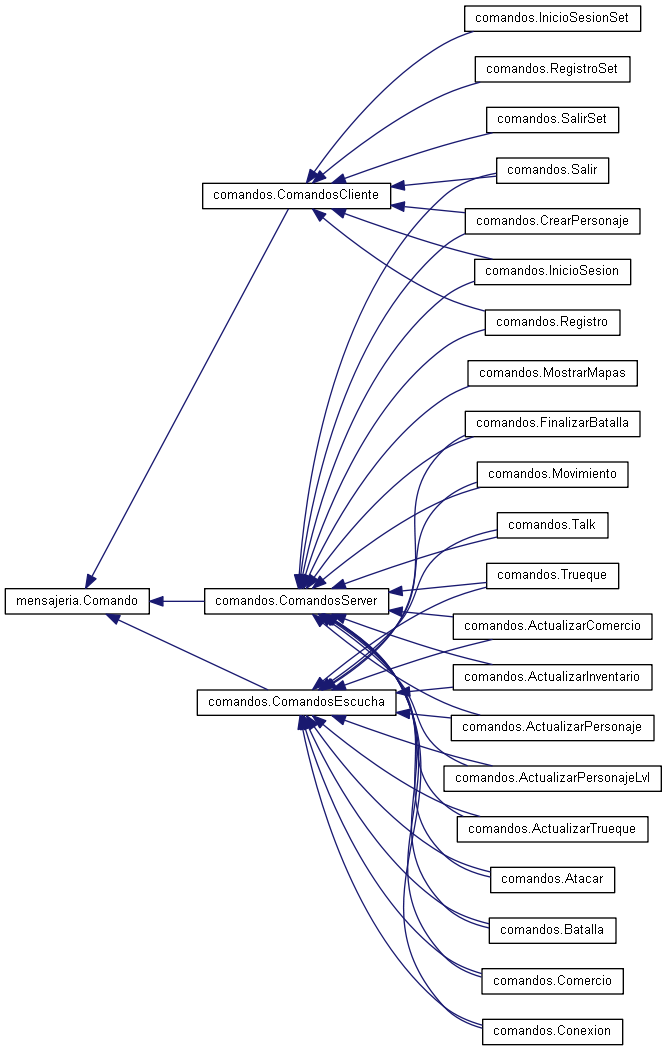 comandos.InicioSesionSet
comandos.RegistroSet
comandos.SalirSet
comandos.Salir
comandos.ComandosCliente
comandos.CrearPersonaje
comandos.InicioSesion
comandos.Registro
comandos.MostrarMapas
comandos.FinalizarBatalla
comandos.Movimiento
comandos.Talk
comandos.Trueque
mensajeria.Comando
comandos.ComandosServer
comandos.ActualizarComercio
comandos.ActualizarInventario
comandos.ComandosEscucha
comandos.ActualizarPersonaje
comandos.ActualizarPersonajeLvl
comandos.ActualizarTrueque
comandos.Atacar
comandos.Batalla
comandos.Comercio
comandos.Conexion